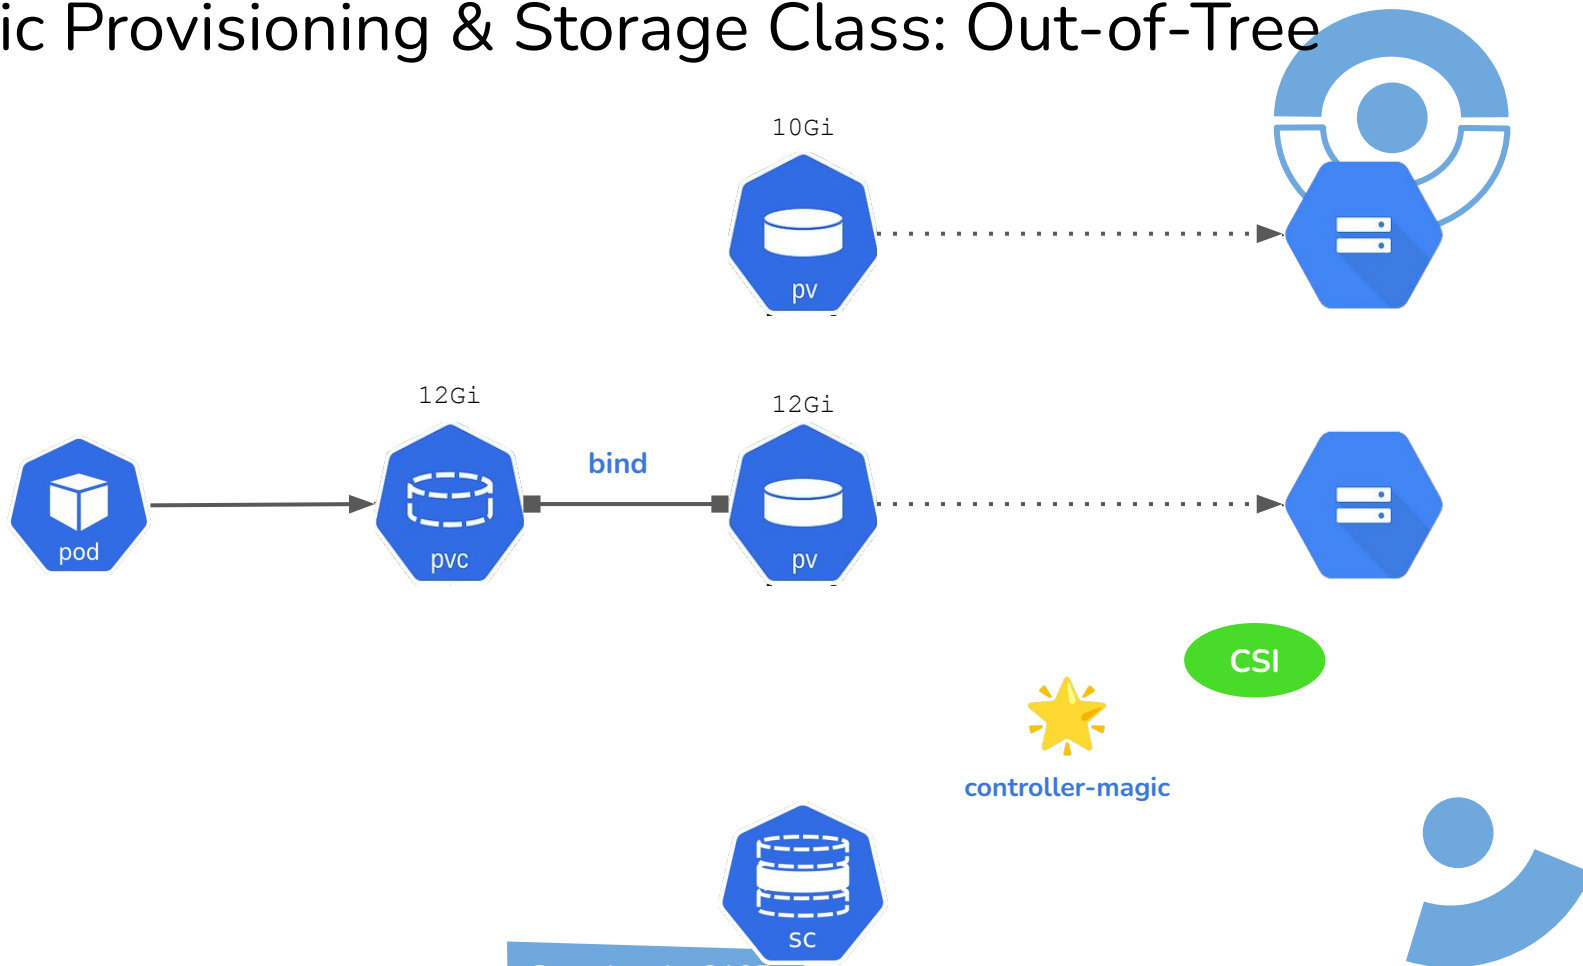 ic Provisioning & Storage Class: Out-of-Tree
10Gi
pv
12Gi
12Gi
bind
pod
pvc
pv
CSI
controller-magic
sc